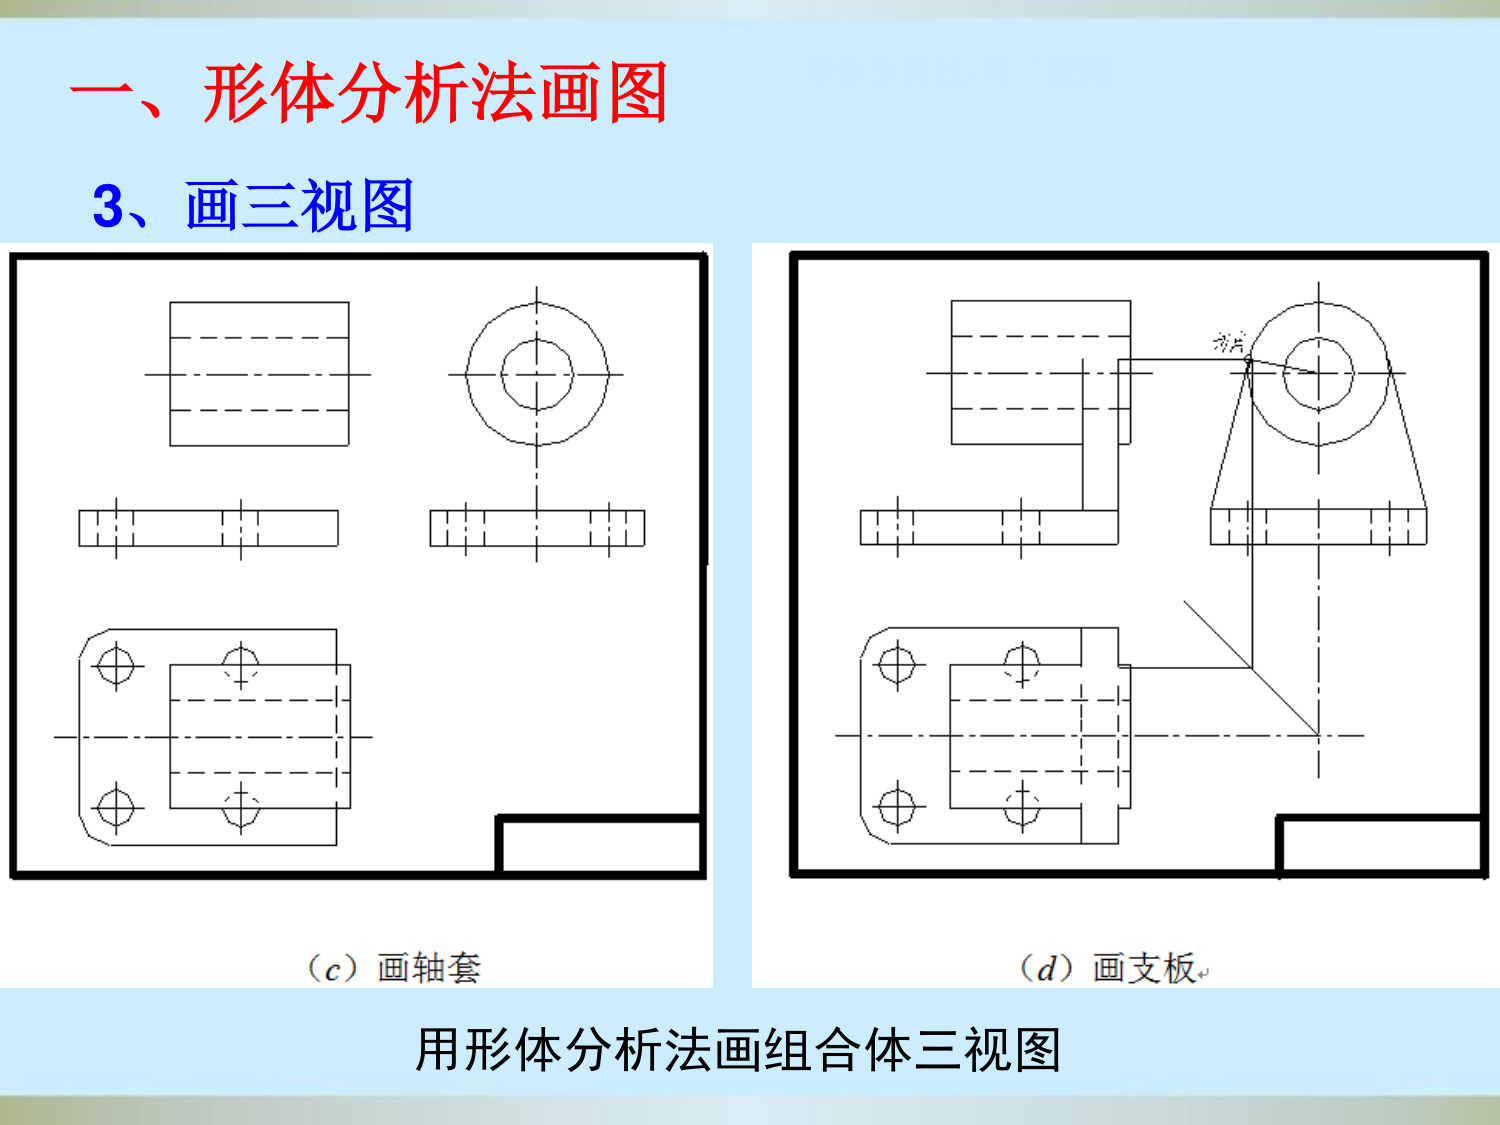 一、形体分析法画图
3、画三视图
（c）画轴套
（d）画支板
用形体分析法画组合体三视图